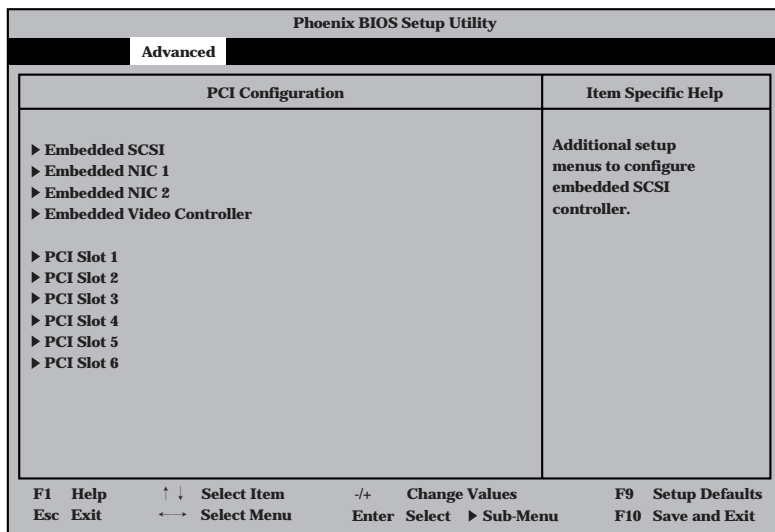 Phoenix BIOS Setup Utility
Advanced
PCI Configuration
Item Specific Help
▶ Embedded SCSI
▶ Embedded NIC 1
▶ Embedded NIC 2
▶ Embedded Video Controller
▶ PCI Slot 1
▶ PCI Slot 2
▶ PCI Slot 3
▶ PCI Slot 4
▶ PCI Slot 5
▶ PCI Slot 6
Additional setup
menus to configure
embedded SCSI
controller.
F1 Help ↑ ↓ Select Item -/+ Change Values F9 Setup Defaults
Esc Exit ←→ Select Menu Enter Select ▶ Sub-Menu F10 Save and Exit